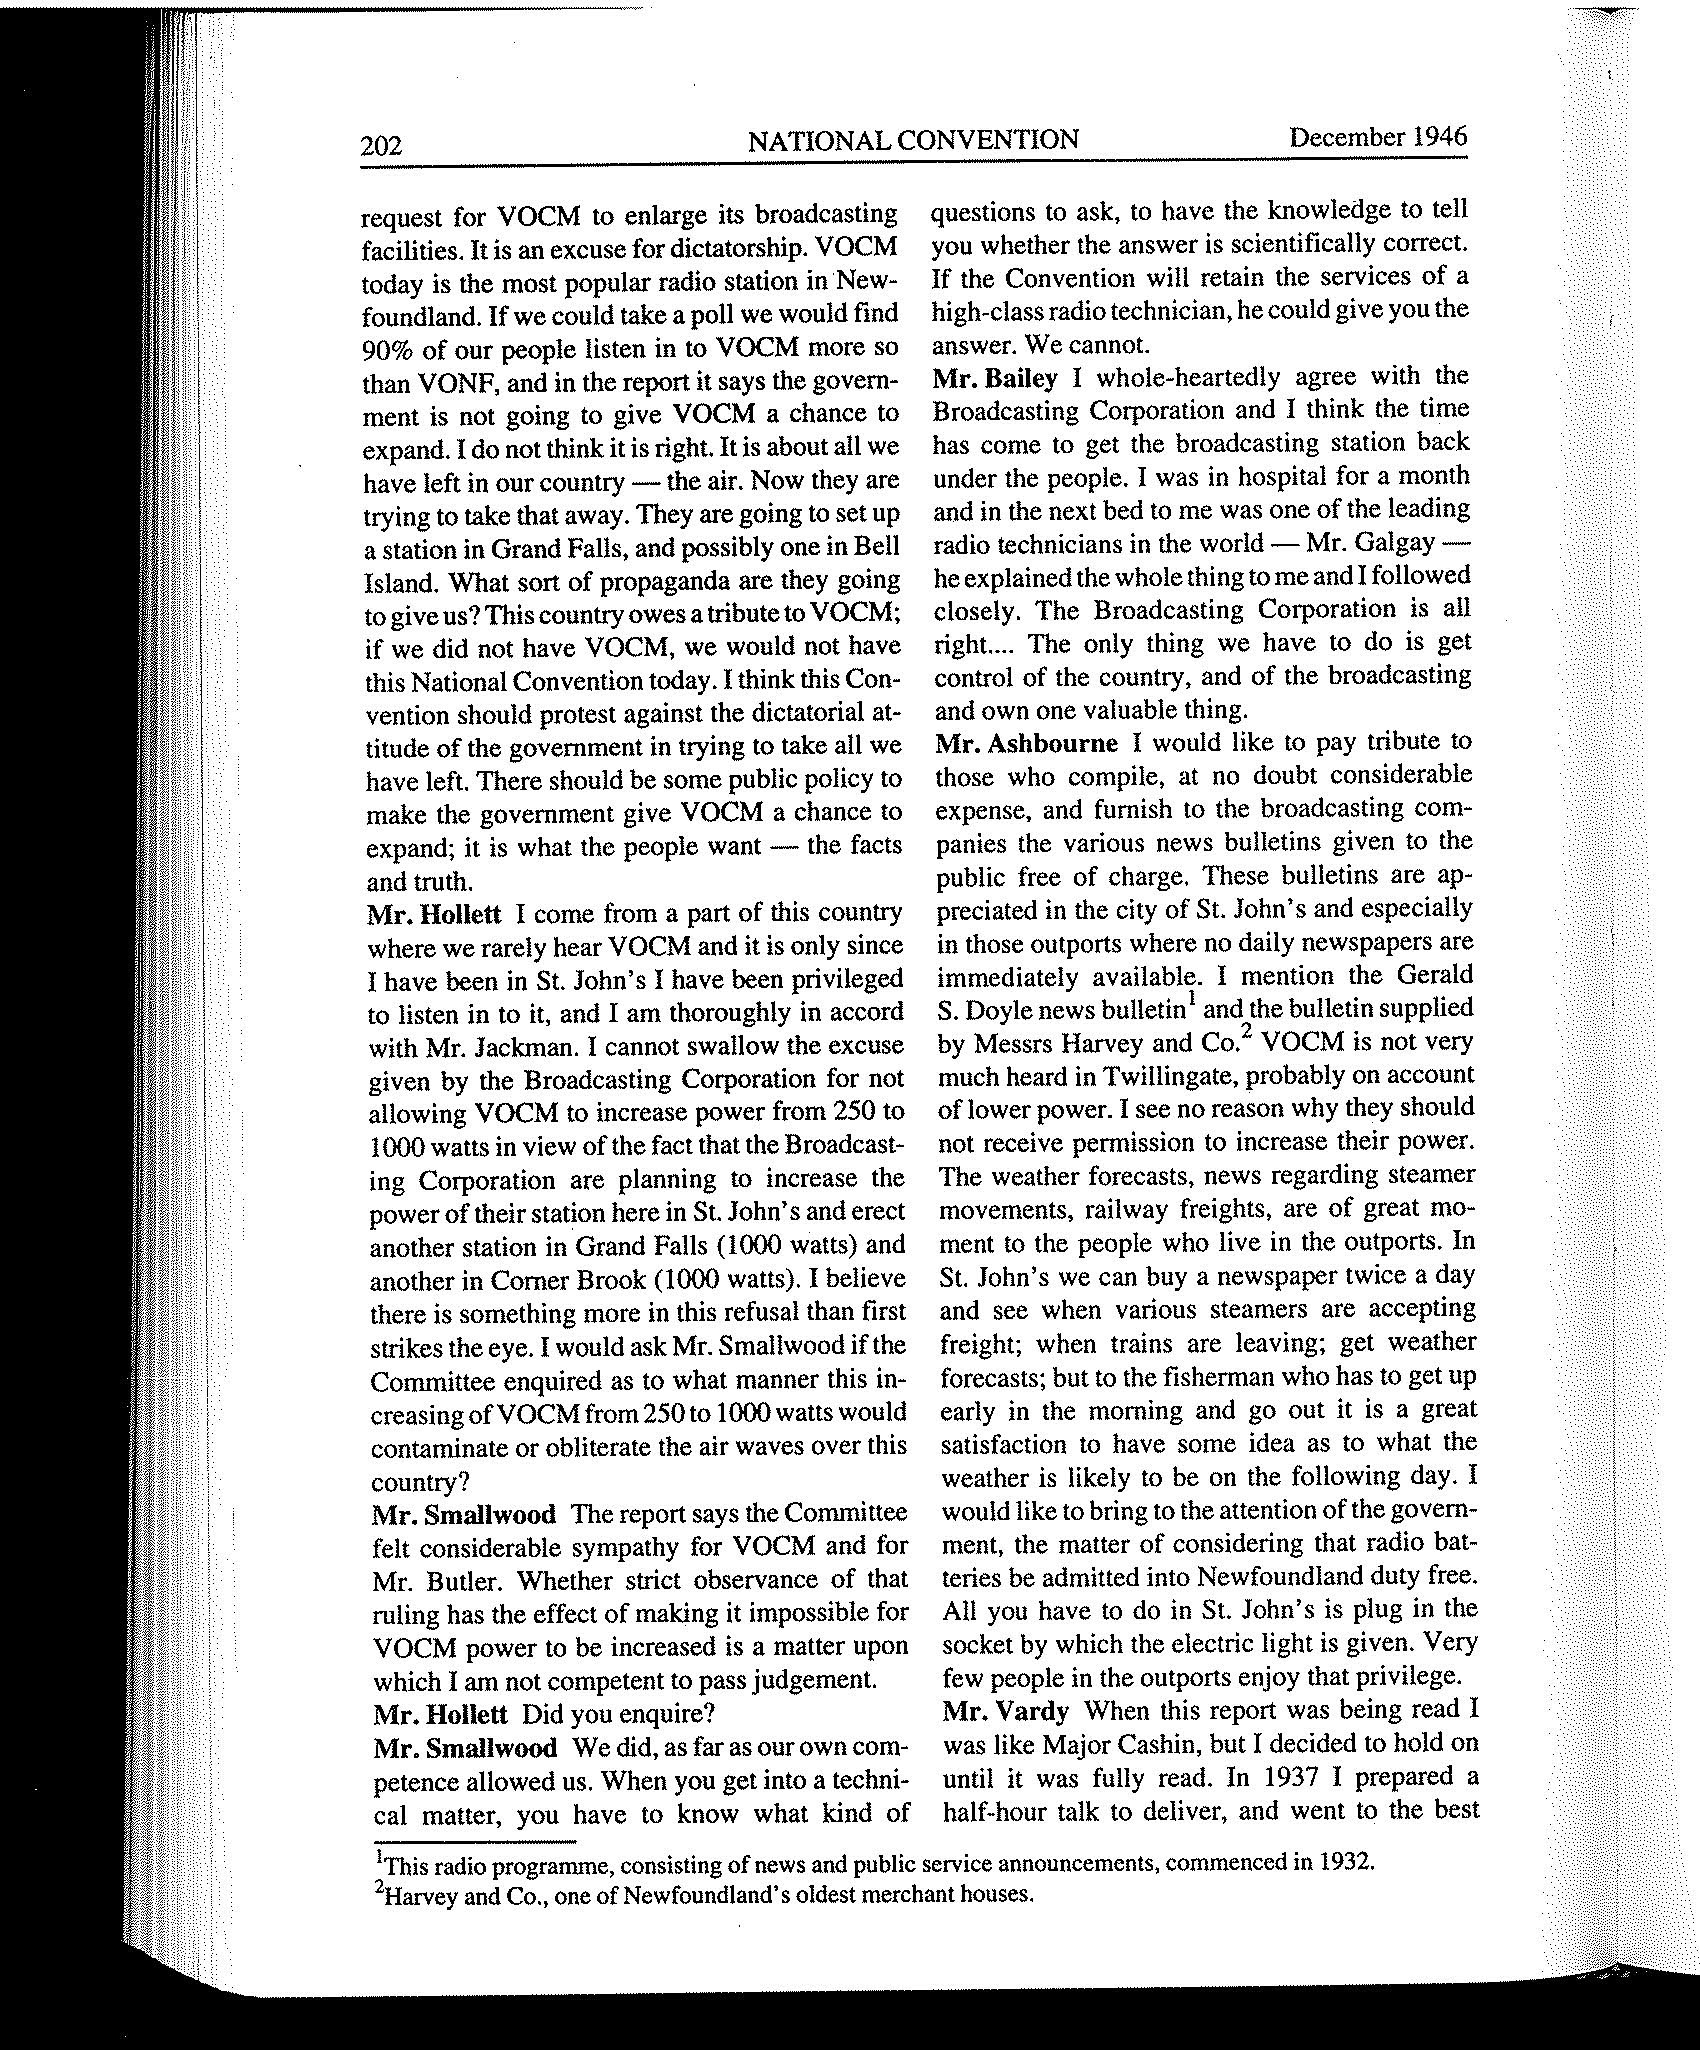 202
NATIONAL CONVENTION
December 1946
request for VOCM to enlarge its broadcasting
facilities. It is an excuse for dictatorship. VOCM
today is the most popular radio station in New-
foundland. If we could take a poll we would find
90% of our people listen in to VOCM more so
than VONF, and in the report it says the govern-
ment is not going to give VOCM a chance to
expand. I do not think it is right. It is about all we
have left in our country — the air. Now they are
trying to take that away. They are going to set up
a station in Grand Falls, and possibly one in Bell
Island. What sort of propaganda are they going
to give us? This country owes a tribute to VOCM;
if we did not have VOCM, we would not have
this National Convention today. I think this Con-
vention should protest against the dictatorial at-
titude of the government in trying to take all we
have left. There should be some public policy to
make the government give VOCM a chance to
expand; it is what the people want — the facts
and truth.
Mr. Hollett I come from a part of this country
where we rarely hear VOCM and it is only since
I have been in St. John's I have been privileged
to listen in to it, and I am thoroughly in accord
with Mr. Jackman. I cannot swallow the excuse
given by the Broadcasting Corporation for not
allowing VOCM to increase power from 250 to
1000 watts in view of the fact that the Broadcast-
ing Corporation are planning to increase the
power of their station here in St. John's and erect
another station in Grand Falls (1000 watts) and
another in Corner Brook (1000 watts). I believe
there is something more in this refusal than first
strikes the eye. I would ask Mr. Smallwood if the
Committee enquired as to what manner this in-
creasing of VOCM from 250 to 1000 watts would
contaminate or obliterate the air waves over this
country?
Mr. Smallwood The report says the Committee
felt considerable sympathy for VOCM and for
Mr. Butler. Whether strict observance of that
ruling has the effect of making it impossible for
VOCM power to be increased is a matter upon
which I am not competent to pass judgement.
Mr. Hollett Did you enquire?
Mr. Smallwood We did, as far as our own com-
petence allowed us. When you get into a techni-
cal matter, you have to know what kind of
questions to ask, to have the knowledge to tell
you whether the answer is scientifically correct.
If the Convention will retain the services of a
high-class radio technician, he could give you the
answer. We cannot.
Mr. Bailey I whole-heartedly agree with the
Broadcasting Corporation and I think the time
has come to get the broadcasting station back
under the people. I was in hospital for a month
and in the next bed to me was one of the leading
radio technicians in the world — Mr. Galgay —
he explained the whole thing to me and I followed
closely. The Broadcasting Corporation is all
right.... The only thing we have to do is get
control of the country, and of the broadcasting
and own one valuable thing.
Mr. Ashbourne I would like to pay tribute to
those who compile, at no doubt considerable
expense, and furnish to the broadcasting com-
panies the various news bulletins given to the
public free of charge. These bulletins are ap-
preciated in the city of St. John's and especially
in those outports where no daily newspapers are
immediately available. I mention the Gerald
S. Doyle news bulletin¹ and the bulletin supplied
by Messrs Harvey and Co.² VOCM is not very
much heard in Twillingate, probably on account
of lower power. I see no reason why they should
not receive permission to increase their power.
The weather forecasts, news regarding steamer
movements, railway freights, are of great mo-
ment to the people who live in the outports. In
St. John's we can buy a newspaper twice a day
and see when various steamers are accepting
freight; when trains are leaving; get weather
forecasts; but to the fisherman who has to get up
early in the morning and go out it is a great
satisfaction to have some idea as to what the
weather is likely to be on the following day. I
would like to bring to the attention of the govern-
ment, the matter of considering that radio bat-
teries be admitted into Newfoundland duty free.
All you have to do in St. John's is plug in the
socket by which the electric light is given. Very
few people in the outports enjoy that privilege.
Mr. Vardy When this report was being read I
was like Major Cashin, but I decided to hold on
until it was fully read. In 1937 I prepared a
half-hour talk to deliver, and went to the best
¹This radio programme, consisting of news and public service announcements, commenced in 1932.
²Harvey and Co., one of Newfoundland's oldest merchant houses.